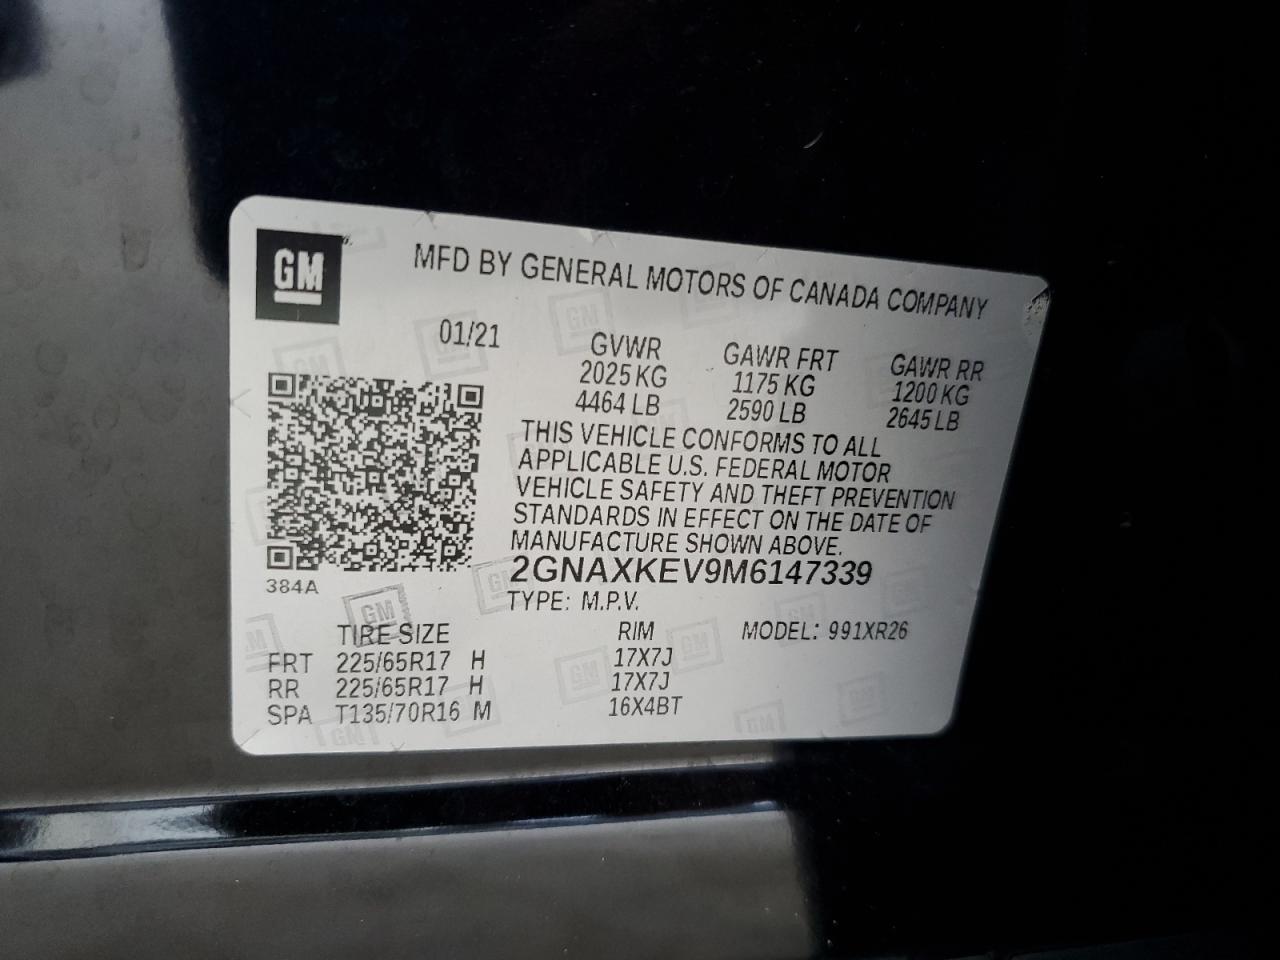 GM
MFD BY GENERAL MOTORS OF CANADA COMPANY
01/21 GVWR GAWR FRT GAWR RR
2025 KG 1175 KG 1200 KG
4464 LB 2590 LB 2645 LB
THIS VEHICLE CONFORMS TO ALL
APPLICABLE U.S. FEDERAL MOTOR
VEHICLE SAFETY AND THEFT PREVENTION
STANDARDS IN EFFECT ON THE DATE OF
MANUFACTURE SHOWN ABOVE.
384A
2GNAXKEV9M6147339
TYPE: M.P.V.
TIRE SIZE RIM MODEL: 991XR26
FRT 225/65R17 H 17X7J
RR 225/65R17 H 17X7J
SPA T135/70R16 M 16X4BT